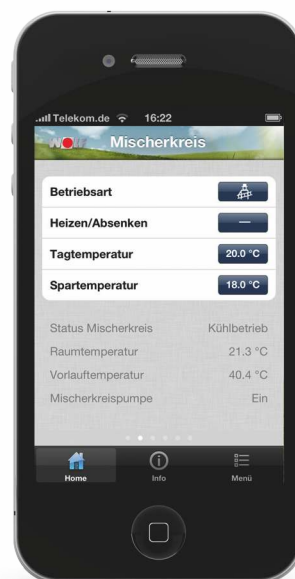 Telekom.de 16:22
Mischerkreis
Betriebsart
Heizen/Absenken —
Tagtemperatur 20.0 °C
Spartemperatur 18.0 °C
Status Mischerkreis Kühlbetrieb
Raumtemperatur 21.3 °C
Vorlauftemperatur 40.4 °C
Mischerkreispumpe Ein
Home Info Menü